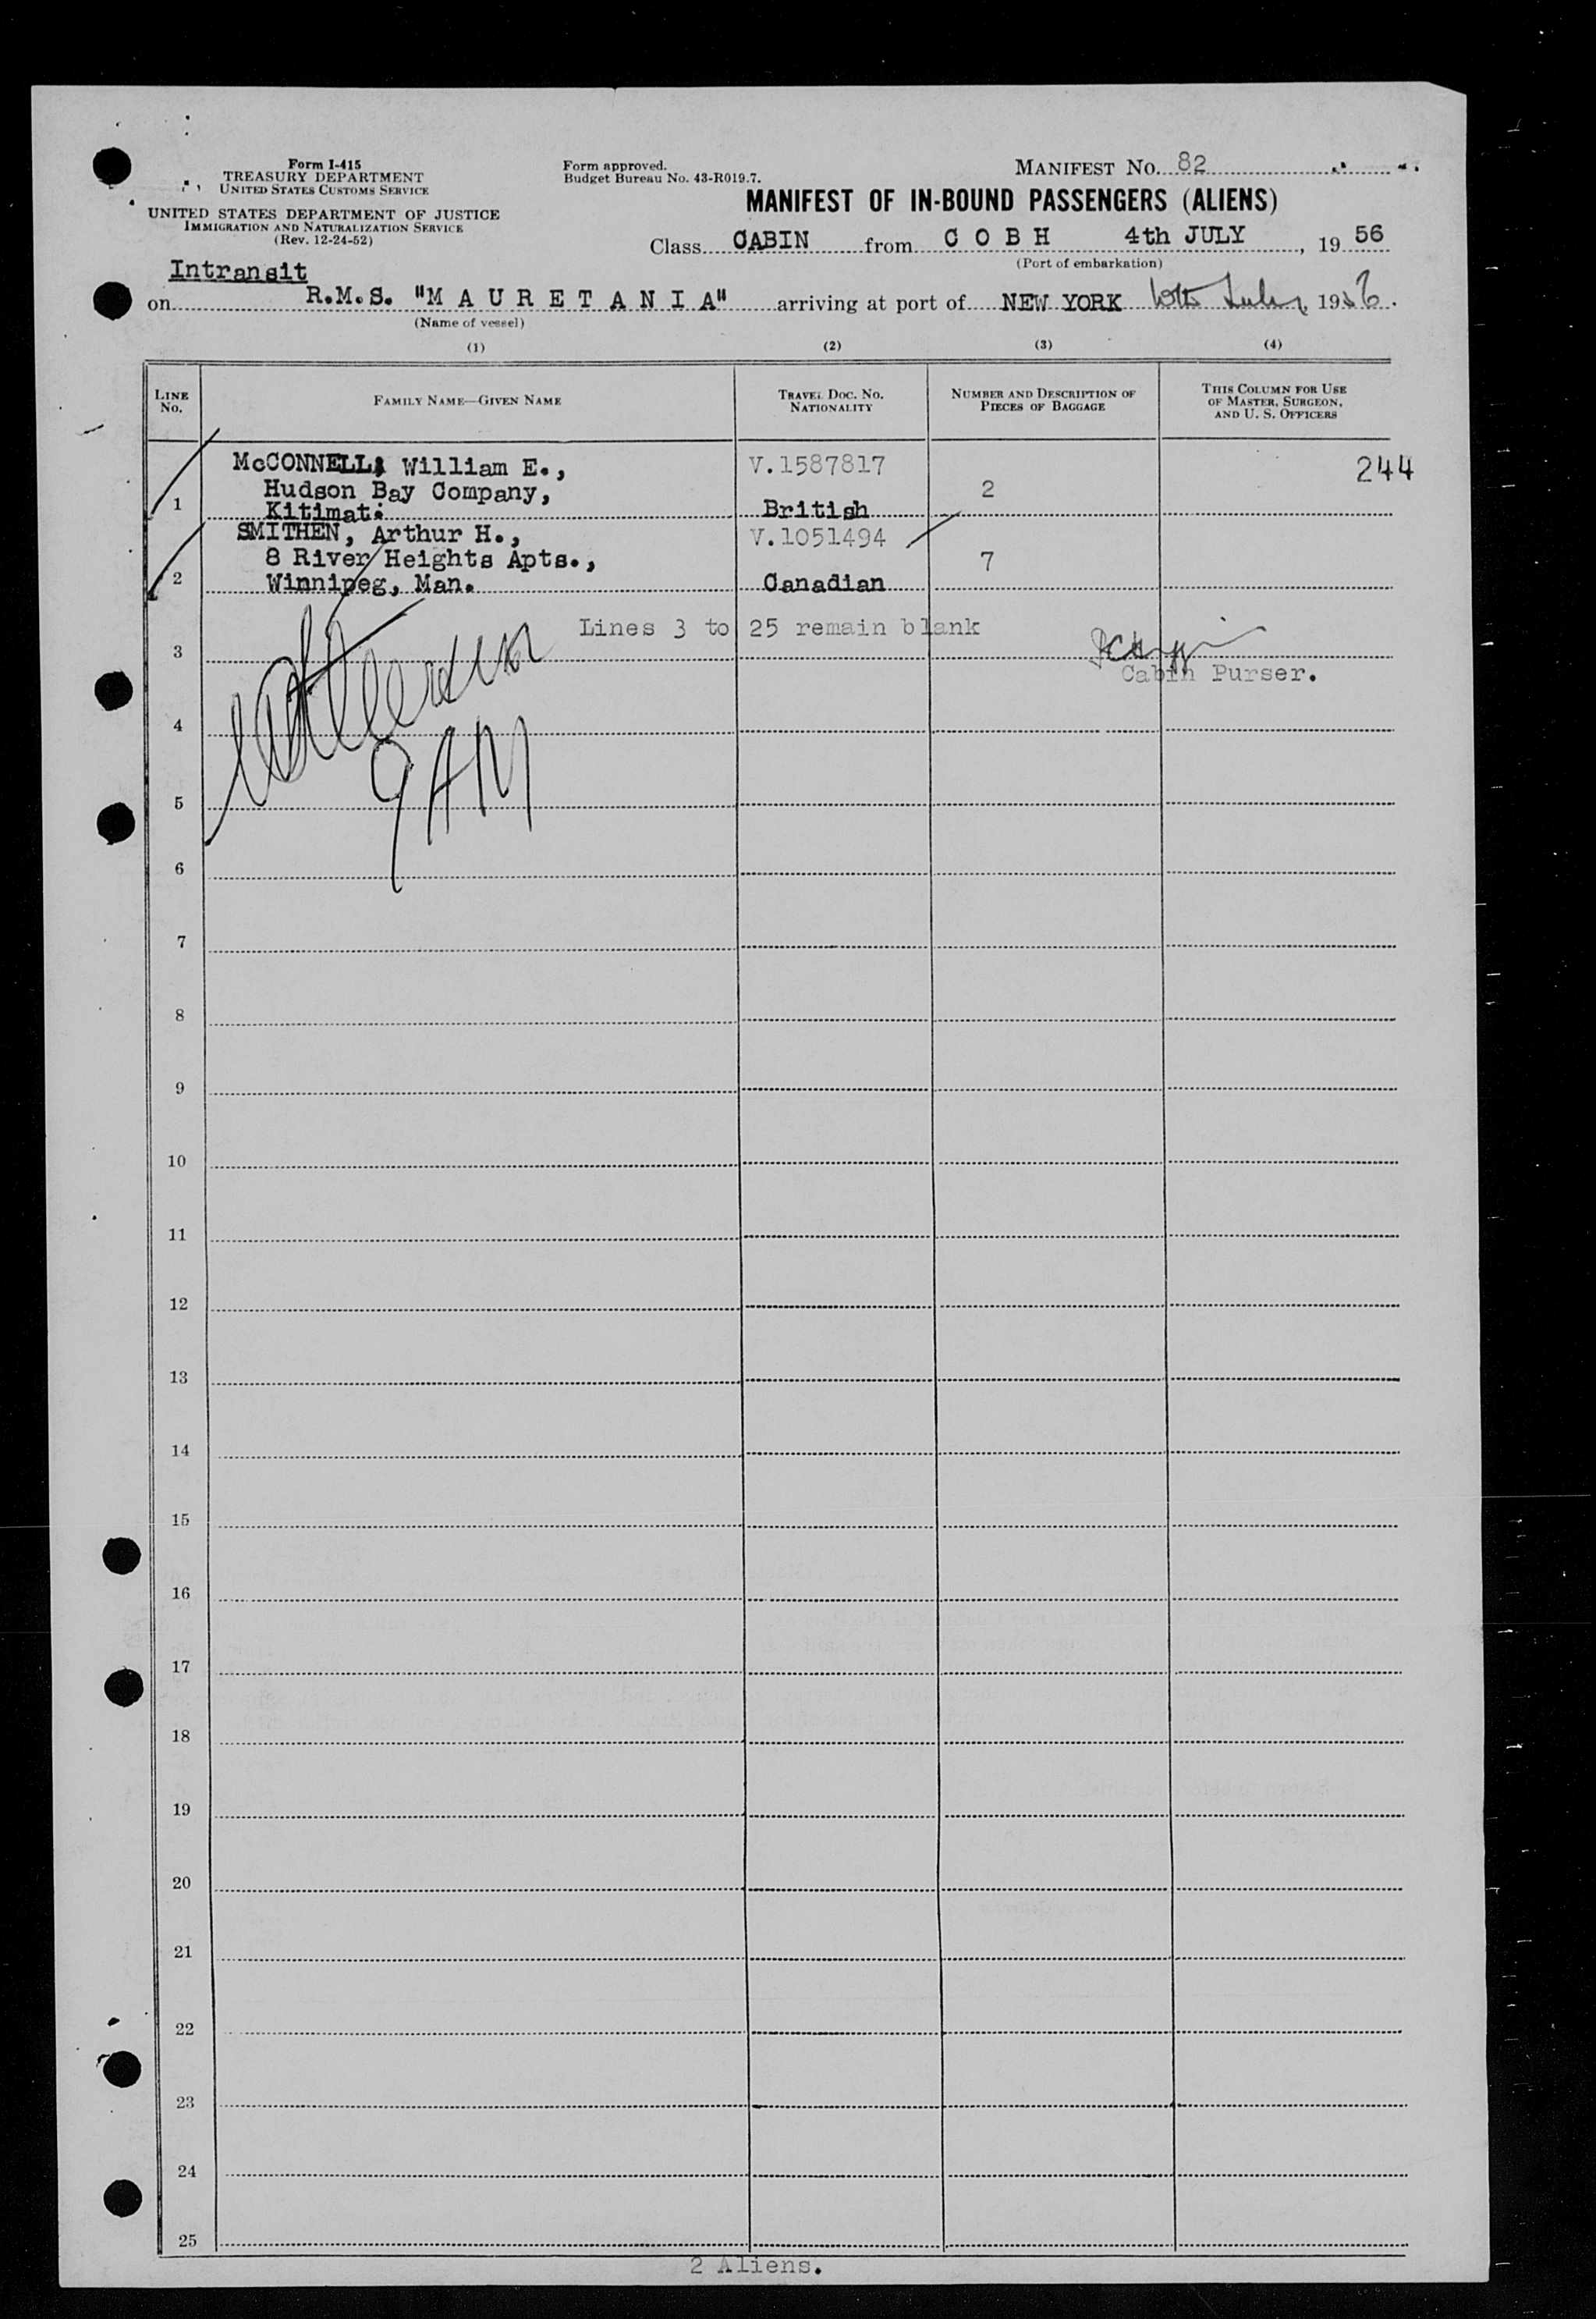 Form I-415
TREASURY DEPARTMENT
UNITED STATES CUSTOMS SERVICE
UNITED STATES DEPARTMENT OF JUSTICE
IMMIGRATION AND NATURALIZATION SERVICE
(Rev. 12-24-52)
Form approved.
Budget Bureau No. 43-R019.7.
MANIFEST NO. 82
MANIFEST OF IN-BOUND PASSENGERS (ALIENS)
Class CABIN from C O B H 4th JULY, 19 56
(Port of embarkation)
Intransit
on R.M.S. "M A U R E T A N I A" arriving at port of NEW YORK 10th July, 1956.
(Name of vessel)
(1) (2) (3) (4)
LINE NO. FAMILY NAME—GIVEN NAME TRAVEL DOC. NO. NATIONALITY NUMBER AND DESCRIPTION OF PIECES OF BAGGAGE THIS COLUMN FOR USE OF MASTER, SURGEON, AND U. S. OFFICERS
McCONNELL, William E., V.1587817 244
Hudson Bay Company, 2
1 Kitimat: British
SMITHEN, Arthur H., V.1051494
8 River Heights Apts., 7
2 Winnipeg, Man. Canadian
Lines 3 to 25 remain blank
3
Cabin Purser.
4
9 AM
5
6
7
8
9
10
11
12
13
14
15
16
17
18
19
20
21
22
23
24
25
2 Aliens.